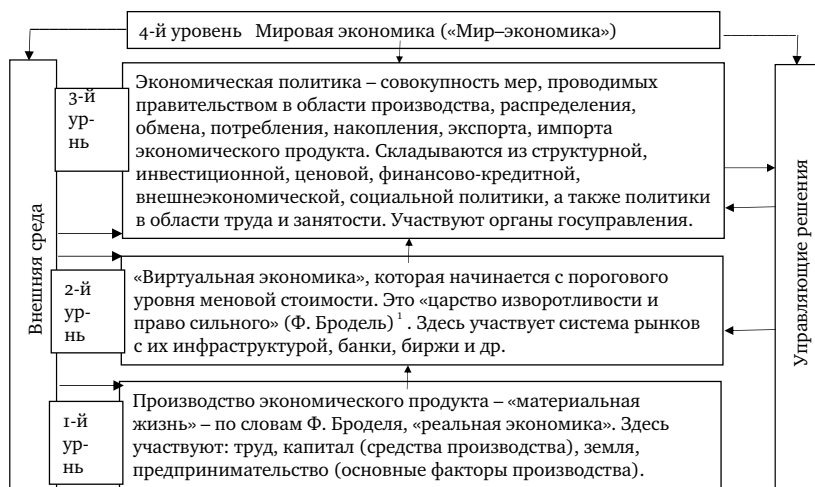 4-й уровень   Мировая экономика («Мир–экономика»)
Внешняя среда
3-й
ур-
нь
Экономическая политика – совокупность мер, проводимых
правительством в области производства, распределения,
обмена, потребления, накопления, экспорта, импорта
экономического продукта. Складываются из структурной,
инвестиционной, ценовой, финансово-кредитной,
внешнеэкономической, социальной политики, а также политики
в области труда и занятости. Участвуют органы госуправления.
2-й
ур-
нь
«Виртуальная экономика», которая начинается с порогового
уровня меновой стоимости. Это «царство изворотливости и
право сильного» (Ф. Бродель)¹ . Здесь участвует система рынков
с их инфраструктурой, банки, биржи и др.
1-й
ур-
нь
Производство экономического продукта – «материальная
жизнь» – по словам Ф. Броделя, «реальная экономика». Здесь
участвуют: труд, капитал (средства производства), земля,
предпринимательство (основные факторы производства).
Управляющие решения